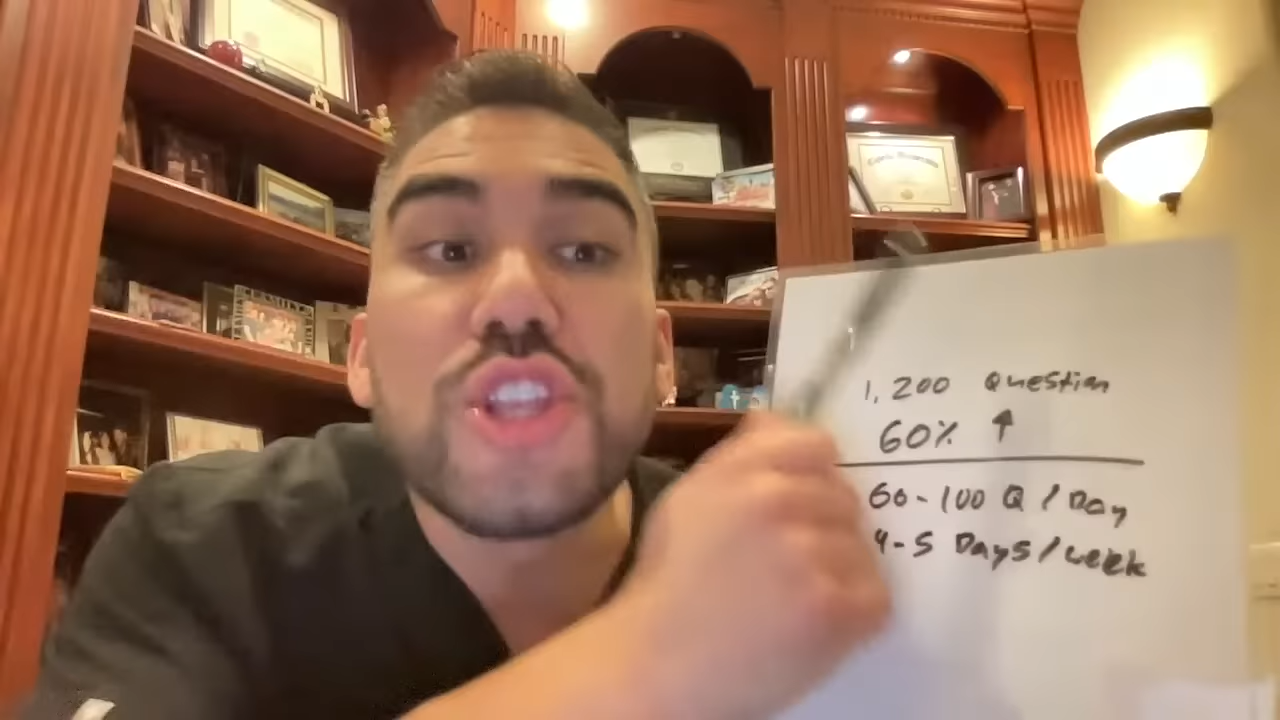 1,200 Question
60% ↑
60-100 Q / Day
4-5 Days/week